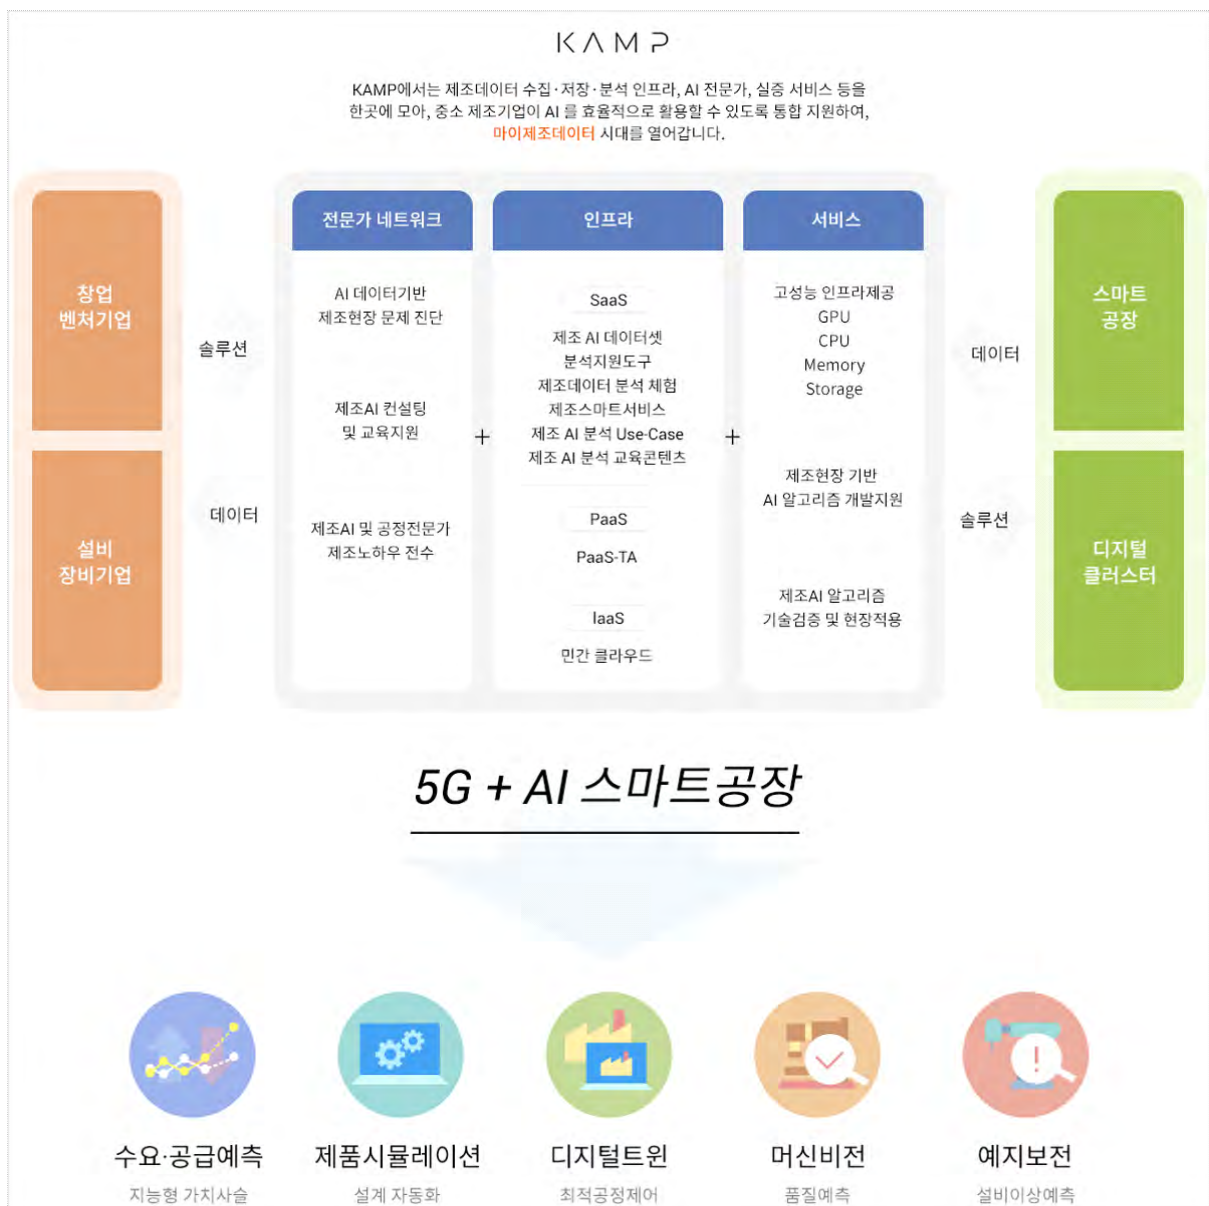 KAMP
KAMP에서는 제조데이터 수집·저장·분석 인프라, AI 전문가, 실증 서비스 등을
한곳에 모아, 중소 제조기업이 AI 를 효율적으로 활용할 수 있도록 통합 지원하여,
마이제조데이터 시대를 열어갑니다.
창업
벤처기업
설비
장비기업
솔루션
데이터
전문가 네트워크
AI 데이터기반
제조현장 문제 진단
제조AI 컨설팅
및 교육지원
제조AI 및 공정전문가
제조노하우 전수
+
인프라
SaaS
제조 AI 데이터셋
분석지원도구
제조데이터 분석 체험
제조스마트서비스
제조 AI 분석 Use-Case
제조 AI 분석 교육콘텐츠
PaaS
PaaS-TA
IaaS
민간 클라우드
+
서비스
고성능 인프라제공
GPU
CPU
Memory
Storage
제조현장 기반
AI 알고리즘 개발지원
제조AI 알고리즘
기술검증 및 현장적용
데이터
솔루션
스마트
공장
디지털
클러스터
5G + AI 스마트공장
수요·공급예측
지능형 가치사슬
제품시뮬레이션
설계 자동화
디지털트윈
최적공정제어
머신비전
품질예측
예지보전
설비이상예측